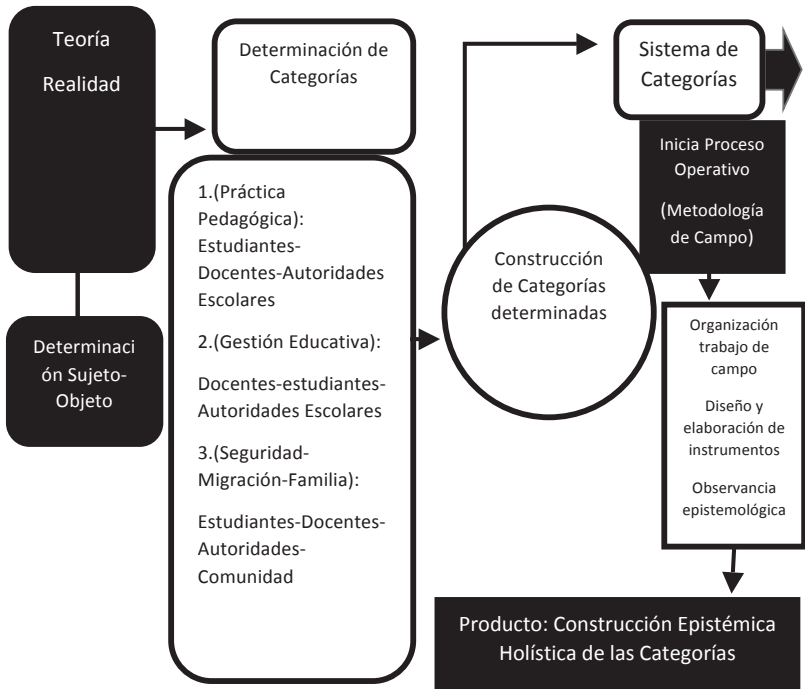 Teoría
Realidad
Determinaci
ón Sujeto-
Objeto
Determinación de
Categorías
1.(Práctica
Pedagógica):
Estudiantes-
Docentes-Autoridades
Escolares
2.(Gestión Educativa):
Docentes-estudiantes-
Autoridades Escolares
3.(Seguridad-
Migración-Familia):
Estudiantes-Docentes-
Autoridades-
Comunidad
Construcción
de Categorías
determinadas
Sistema de
Categorías
Inicia Proceso
Operativo
(Metodología
de Campo)
Organización
trabajo de
campo
Diseño y
elaboración de
instrumentos
Observancia
epistemológica
Producto: Construcción Epistémica
Holística de las Categorías